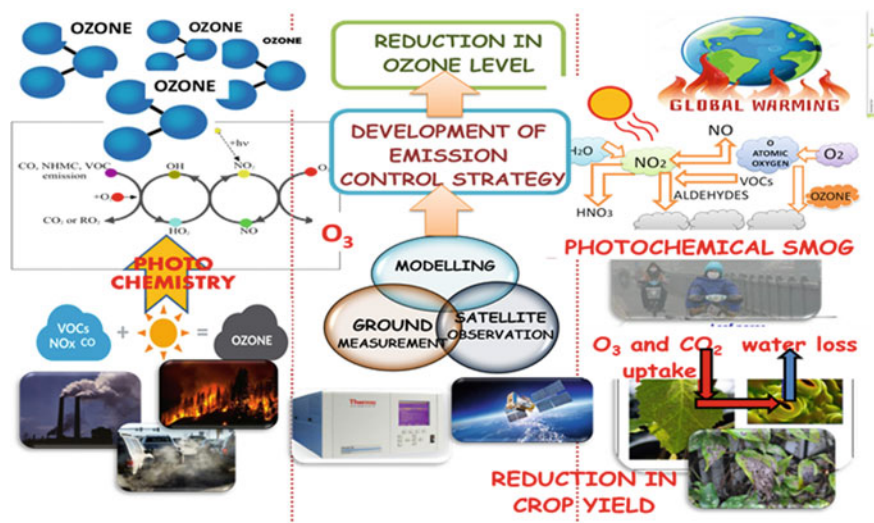 OZONE
OZONE
OZONE
OZONE
+hν
CO, NHMC, VOC
emission
OH
NO₂
+O₂
CO₂ or RO₂
HO₂
NO
O₃
PHOTO
CHEMISTRY
VOCs
NOx CO
+
=
OZONE
REDUCTION IN
OZONE LEVEL
DEVELOPMENT OF
EMISSION
CONTROL STRATEGY
MODELLING
GROUND
MEASUREMENT
SATELLITE
OBSERVATION
Thermo
GLOBAL WARMING
NO
H₂O
NO₂
O
ATOMIC
OXYGEN
O₂
VOCs
ALDEHYDES
OZONE
HNO₃
PHOTOCHEMICAL SMOG
O₃ and CO₂
uptake
water loss
REDUCTION IN
CROP YIELD